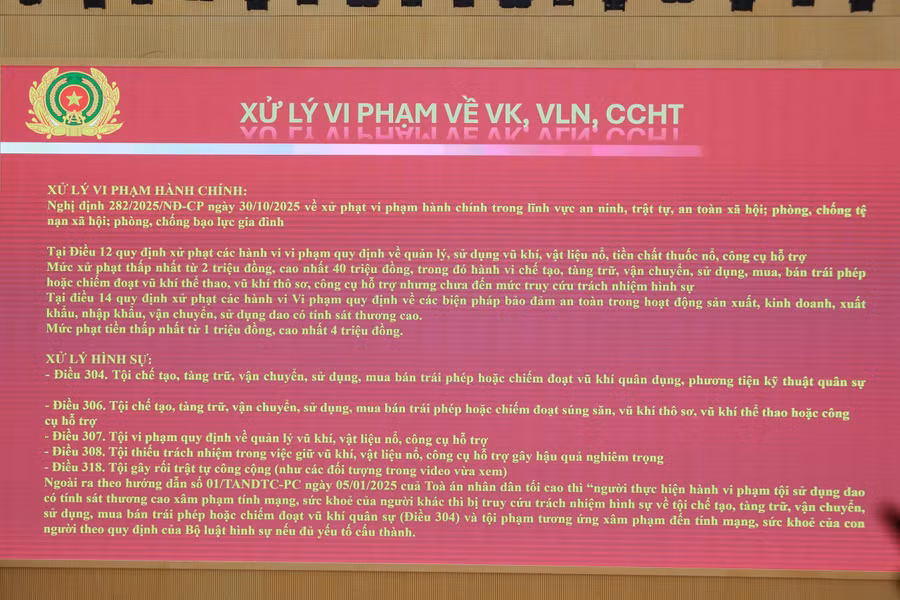 XỬ LÝ VI PHẠM VỀ VK, VLN, CCHT
XỬ LÝ VI PHẠM HÀNH CHÍNH:
Nghị định 282/2025/NĐ-CP ngày 30/10/2025 về xử phạt vi phạm hành chính trong lĩnh vực an ninh, trật tự, an toàn xã hội; phòng, chống tệ
nạn xã hội; phòng, chống bạo lực gia đình
Tại Điều 12 quy định xử phạt các hành vi vi phạm quy định về quản lý, sử dụng vũ khí, vật liệu nổ, tiền chất thuốc nổ, công cụ hỗ trợ
Mức xử phạt thấp nhất từ 2 triệu đồng, cao nhất 40 triệu đồng, trong đó hành vi chế tạo, tàng trữ, vận chuyển, sử dụng, mua, bán trái phép
hoặc chiếm đoạt vũ khí thể thao, vũ khí thô sơ, công cụ hỗ trợ nhưng chưa đến mức truy cứu trách nhiệm hình sự
Tại điều 14 quy định xử phạt các hành vi Vi phạm quy định về các biện pháp bảo đảm an toàn trong hoạt động sản xuất, kinh doanh, xuất
khẩu, nhập khẩu, vận chuyển, sử dụng dao có tính sát thương cao.
Mức phạt tiền thấp nhất từ 1 triệu đồng, cao nhất 4 triệu đồng.
XỬ LÝ HÌNH SỰ:
- Điều 304. Tội chế tạo, tàng trữ, vận chuyển, sử dụng, mua bán trái phép hoặc chiếm đoạt vũ khí quân dụng, phương tiện kỹ thuật quân sự
- Điều 306. Tội chế tạo, tàng trữ, vận chuyển, sử dụng, mua bán trái phép hoặc chiếm đoạt súng săn, vũ khí thô sơ, vũ khí thể thao hoặc công
cụ hỗ trợ
- Điều 307. Tội vi phạm quy định về quản lý vũ khí, vật liệu nổ, công cụ hỗ trợ
- Điều 308. Tội thiếu trách nhiệm trong việc giữ vũ khí, vật liệu nổ, công cụ hỗ trợ gây hậu quả nghiêm trọng
- Điều 318. Tội gây rối trật tự công cộng (như các đối tượng trong video vừa xem)
Ngoài ra theo hướng dẫn số 01/TANDTC-PC ngày 05/01/2025 cuả Toà án nhân dân tối cao thì “người thực hiện hành vi phạm tội sử dụng dao
có tính sát thương cao xâm phạm tính mạng, sức khoẻ của người khác thì bị truy cứu trách nhiệm hình sự về tội chế tạo, tàng trữ, vận chuyển,
sử dụng, mua bán trái phép hoặc chiếm đoạt vũ khí quân sự (Điều 304) và tội phạm tương ứng xâm phạm đến tính mạng, sức khoẻ của con
người theo quy định của Bộ luật hình sự nếu đủ yếu tố cấu thành.